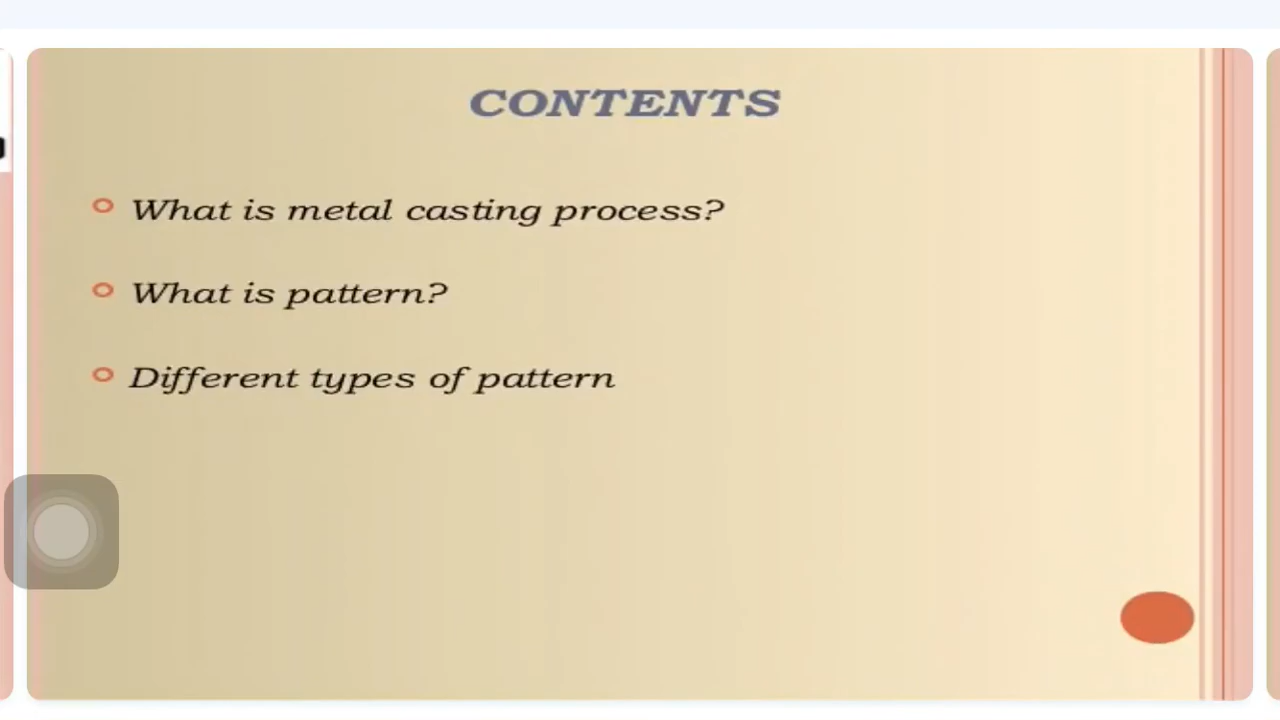 CONTENTS
What is metal casting process?
What is pattern?
Different types of pattern